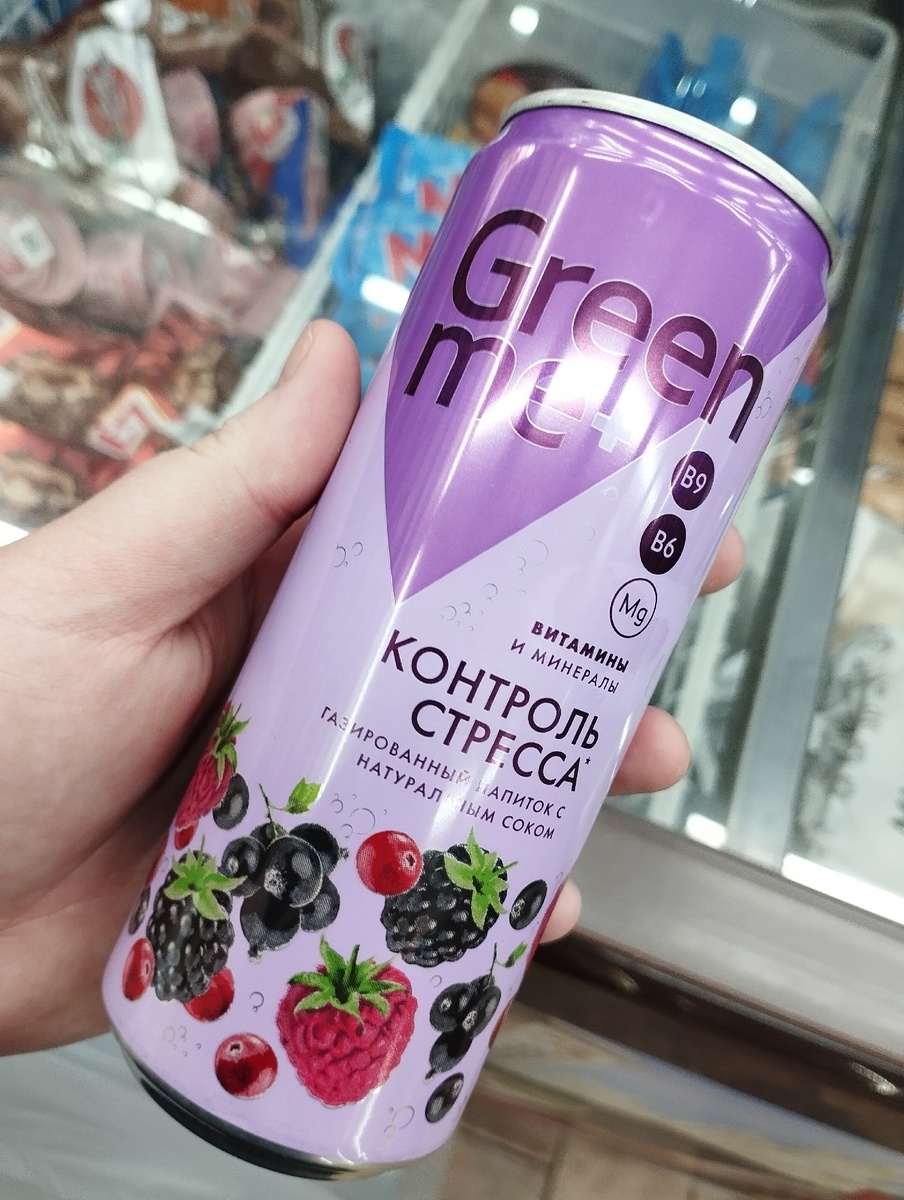 Green
me+
B9
B6
Mg
ВИТАМИНЫ
И МИНЕРАЛЫ
КОНТРОЛЬ
СТРЕССА*
ГАЗИРОВАННЫЙ НАПИТОК С
НАТУРАЛЬНЫМ СОКОМ